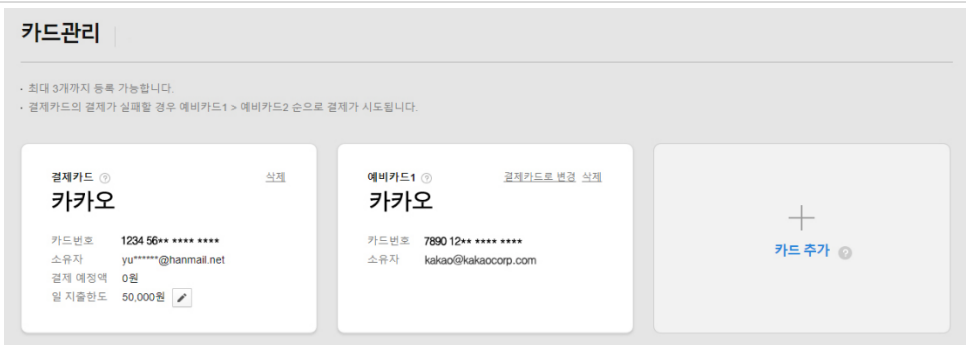 카드관리
· 최대 3개까지 등록 가능합니다.
· 결제카드의 결제가 실패할 경우 예비카드1 > 예비카드2 순으로 결제가 시도됩니다.
결제카드 ? 삭제
카카오
카드번호 1234 56** **** ****
소유자 yu******@hanmail.net
결제 예정액 0원
일 지출한도 50,000원
예비카드1 ? 결제카드로 변경 삭제
카카오
카드번호 7890 12** **** ****
소유자 kakao@kakaocorp.com
카드 추가 ?